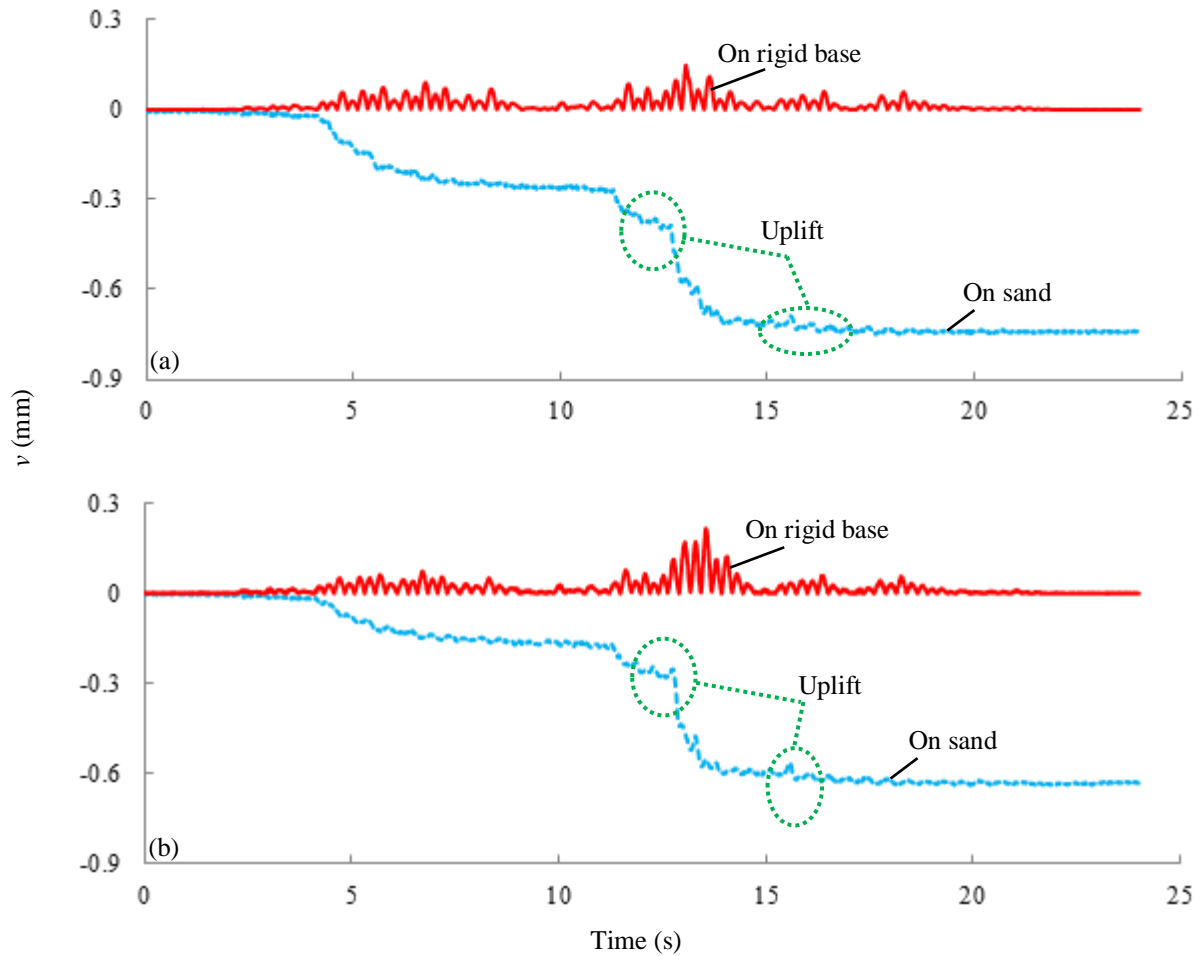 0.3
On rigid base
0
-0.3
Uplift
-0.6
On sand
(a)
-0.9
0 5 10 15 20 25
v (mm)
0.3
On rigid base
0
-0.3
Uplift
On sand
-0.6
(b)
-0.9
0 5 10 15 20 25
Time (s)